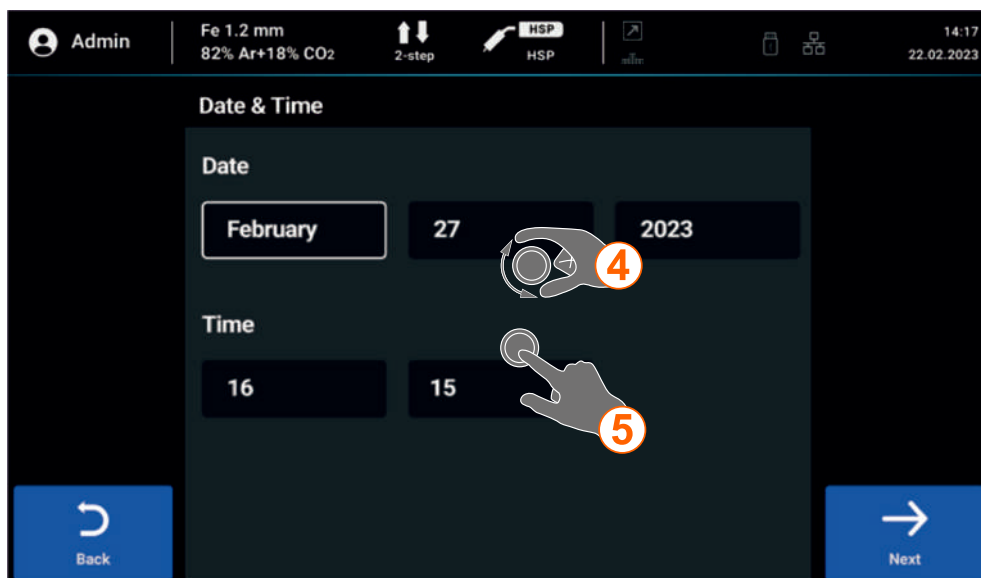 Admin
Fe 1.2 mm
82% Ar+18% CO2
2-step
HSP
HSP
14:17
22.02.2023
Date & Time
Date
February 27 2023
4
Time
16 15
5
Back
Next